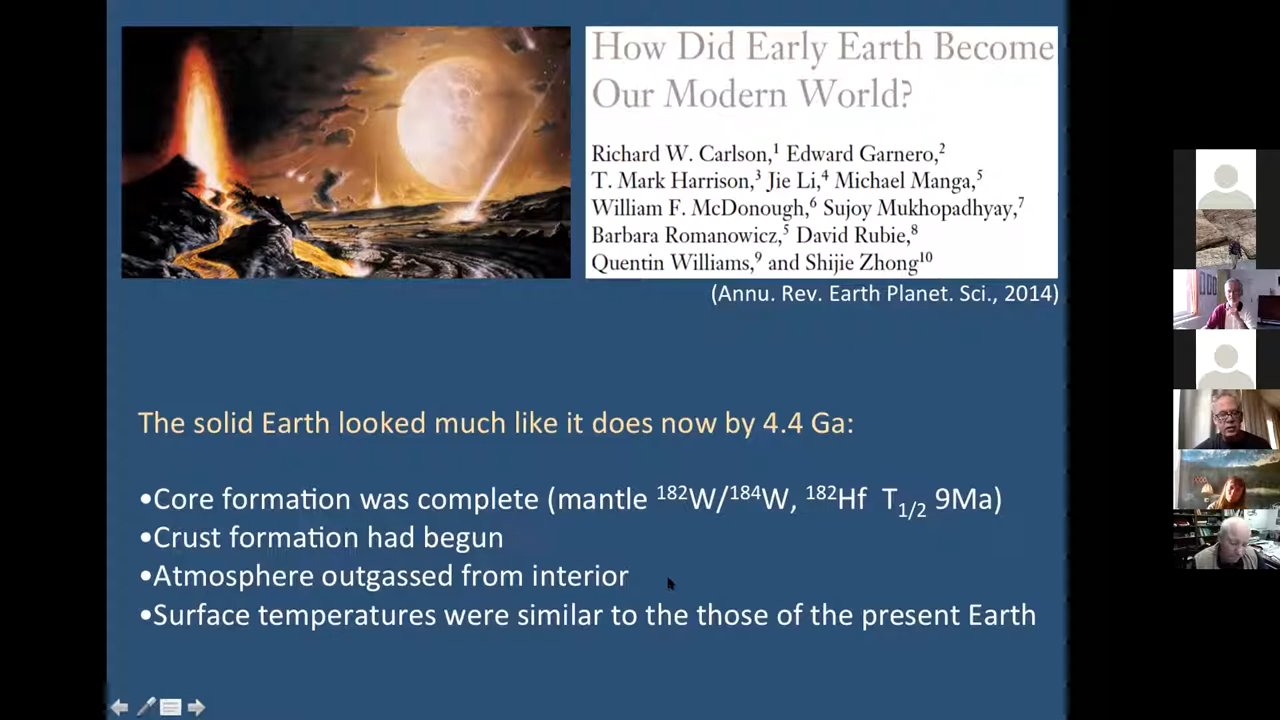 How Did Early Earth Become
Our Modern World?
Richard W. Carlson,¹ Edward Garnero,²
T. Mark Harrison,³ Jie Li,⁴ Michael Manga,⁵
William F. McDonough,⁶ Sujoy Mukhopadhyay,⁷
Barbara Romanowicz,⁵ David Rubie,⁸
Quentin Williams,⁹ and Shijie Zhong¹⁰
(Annu. Rev. Earth Planet. Sci., 2014)
The solid Earth looked much like it does now by 4.4 Ga:
•Core formation was complete (mantle ¹⁸²W/¹⁸⁴W, ¹⁸²Hf T₁/₂ 9Ma)
•Crust formation had begun
•Atmosphere outgassed from interior
•Surface temperatures were similar to the those of the present Earth